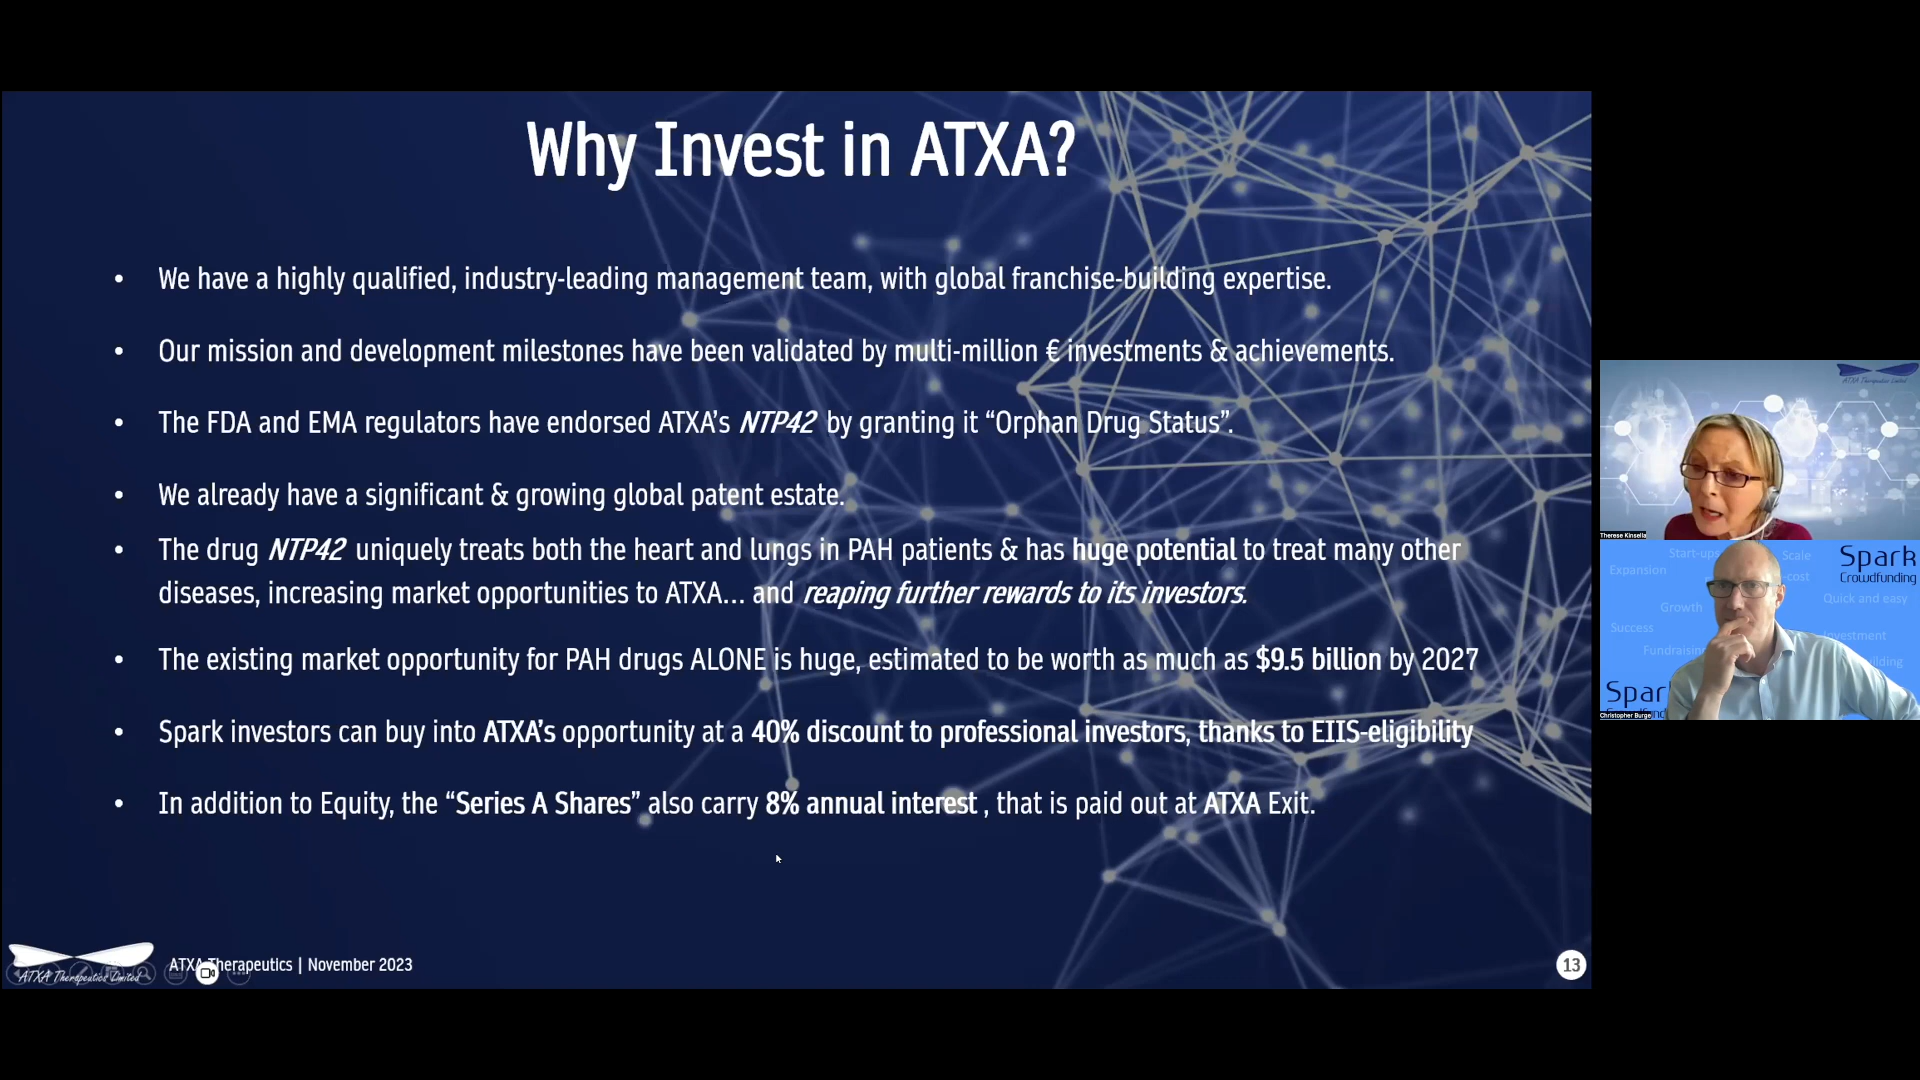 Why Invest in ATXA?
• We have a highly qualified, industry-leading management team, with global franchise-building expertise.
• Our mission and development milestones have been validated by multi-million € investments & achievements.
• The FDA and EMA regulators have endorsed ATXA’s NTP42 by granting it “Orphan Drug Status”.
• We already have a significant & growing global patent estate.
• The drug NTP42 uniquely treats both the heart and lungs in PAH patients & has huge potential to treat many other
diseases, increasing market opportunities to ATXA... and reaping further rewards to its investors.
• The existing market opportunity for PAH drugs ALONE is huge, estimated to be worth as much as $9.5 billion by 2027
• Spark investors can buy into ATXA’s opportunity at a 40% discount to professional investors, thanks to EIIS-eligibility
• In addition to Equity, the “Series A Shares” also carry 8% annual interest , that is paid out at ATXA Exit.
ATXA Therapeutics Limited
ATXA Therapeutics | November 2023
13
ATXA Therapeutics Limited
Therese Kinsella
Start-ups
Scale
Spark
Crowdfunding
Expansion
-cost
Growth
Quick and easy
Success
Investment
Fundraising
Spark
Christopher Burge